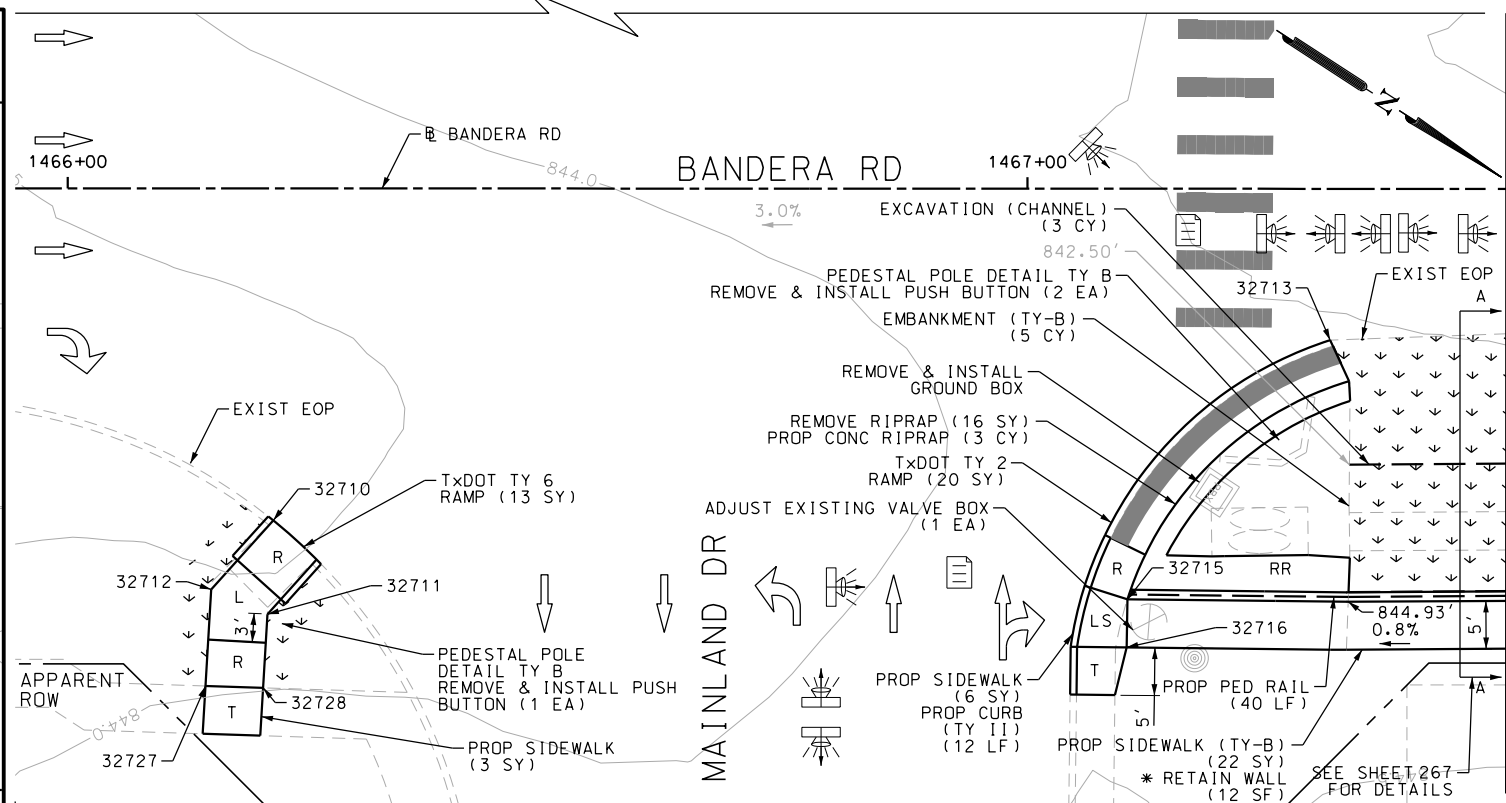 ℄ BANDERA RD
1466+00
BANDERA RD
1467+00
N
844.0
3.0%
EXCAVATION (CHANNEL)
(3 CY)
842.50'
PEDESTAL POLE DETAIL TY B
REMOVE & INSTALL PUSH BUTTON (2 EA)
EMBANKMENT (TY-B)
(5 CY)
REMOVE & INSTALL
GROUND BOX
REMOVE RIPRAP (16 SY)
PROP CONC RIPRAP (3 CY)
TxDOT TY 2
RAMP (20 SY)
ADJUST EXISTING VALVE BOX
(1 EA)
32713
EXIST EOP
A
EXIST EOP
32710
TxDOT TY 6
RAMP (13 SY)
R
32712
L
32711
3'
R
PEDESTAL POLE
DETAIL TY B
REMOVE & INSTALL PUSH
BUTTON (1 EA)
APPARENT
ROW
32728
T
844.0
32727
PROP SIDEWALK
(3 SY)
MAINLAND DR
R
32715
RR
LS
32716
844.93'
0.8%
5'
T
5'
PROP SIDEWALK
(6 SY)
PROP CURB
(TY II)
(12 LF)
PROP PED RAIL
(40 LF)
A
PROP SIDEWALK (TY-B)
(22 SY)
* RETAIN WALL
(12 SF)
SEE SHEET 267
FOR DETAILS